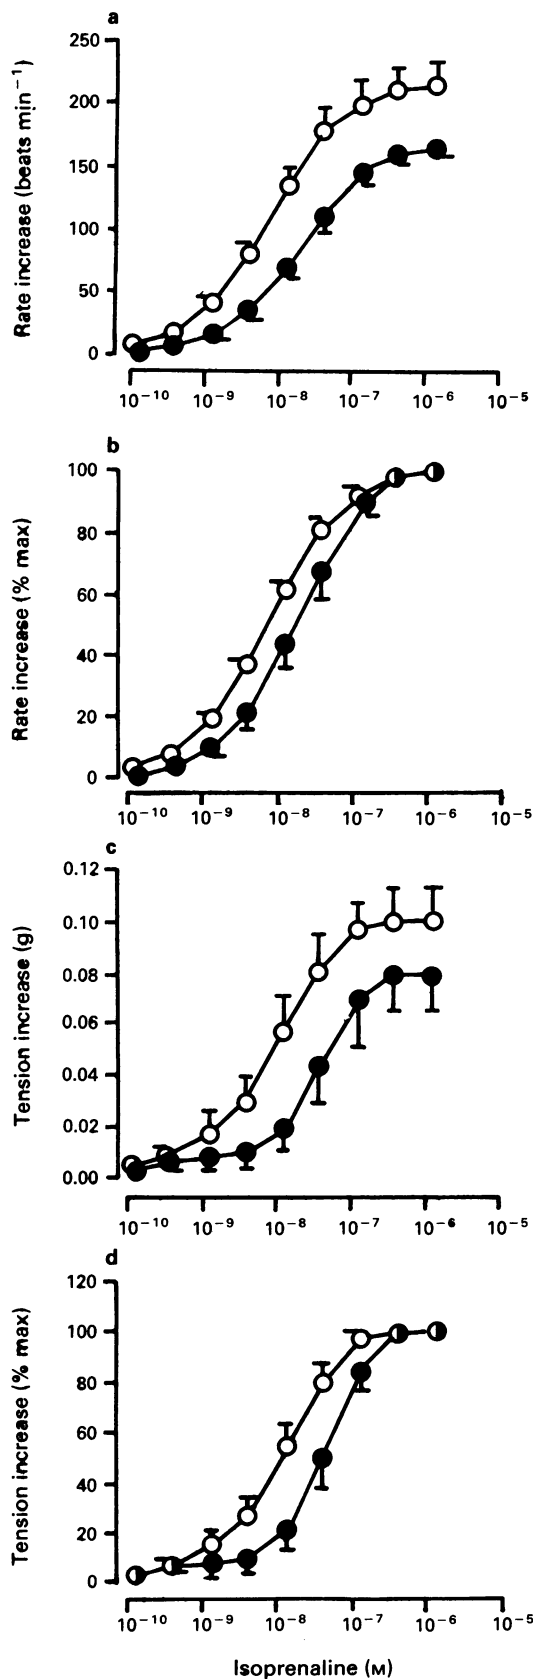 a
250
200
150
100
50
0
Rate increase (beats min⁻¹)
10⁻¹⁰ 10⁻⁹ 10⁻⁸ 10⁻⁷ 10⁻⁶ 10⁻⁵
b
100
80
60
40
20
0
Rate increase (% max)
10⁻¹⁰ 10⁻⁹ 10⁻⁸ 10⁻⁷ 10⁻⁶ 10⁻⁵
c
0.12
0.10
0.08
0.06
0.04
0.02
0.00
Tension increase (g)
10⁻¹⁰ 10⁻⁹ 10⁻⁸ 10⁻⁷ 10⁻⁶ 10⁻⁵
d
120
100
80
60
40
20
0
Tension increase (% max)
10⁻¹⁰ 10⁻⁹ 10⁻⁸ 10⁻⁷ 10⁻⁶ 10⁻⁵
Isoprenaline (M)